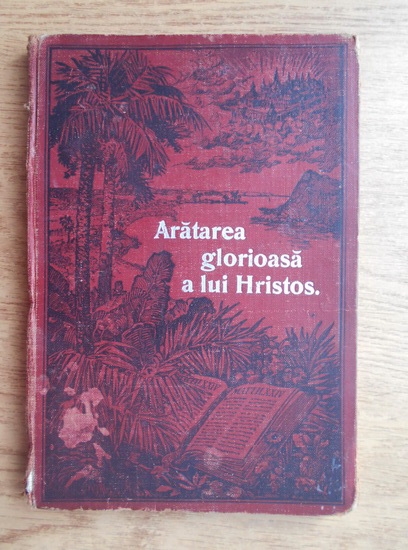 Arătarea
glorioasă
a lui Hristos.